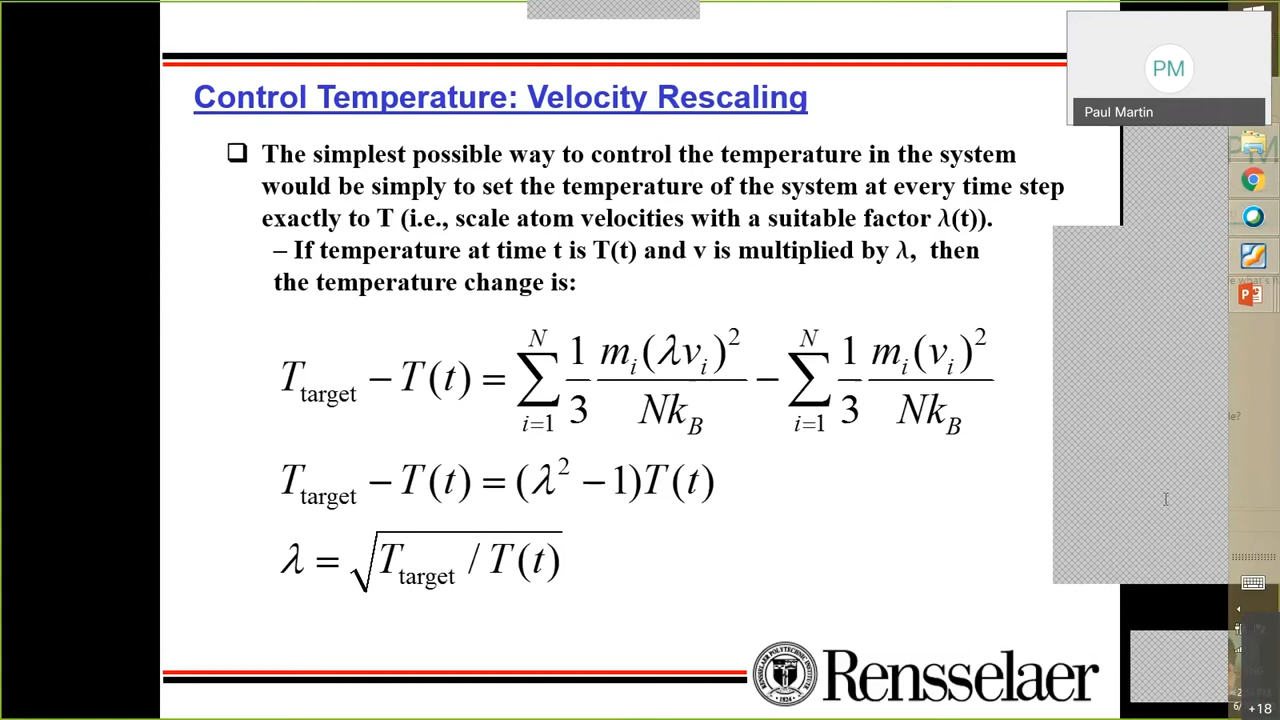 Control Temperature: Velocity Rescaling
❑ The simplest possible way to control the temperature in the system
would be simply to set the temperature of the system at every time step
exactly to T (i.e., scale atom velocities with a suitable factor λ(t)).
– If temperature at time t is T(t) and v is multiplied by λ, then
the temperature change is:
T_target − T(t) = ∑_{i=1}^{N} (1/3) m_i(λv_i)²/(Nk_B) − ∑_{i=1}^{N} (1/3) m_i(v_i)²/(Nk_B)
T_target − T(t) = (λ² − 1)T(t)
λ = √(T_target / T(t))
Rensselaer
PM
Paul Martin
+18